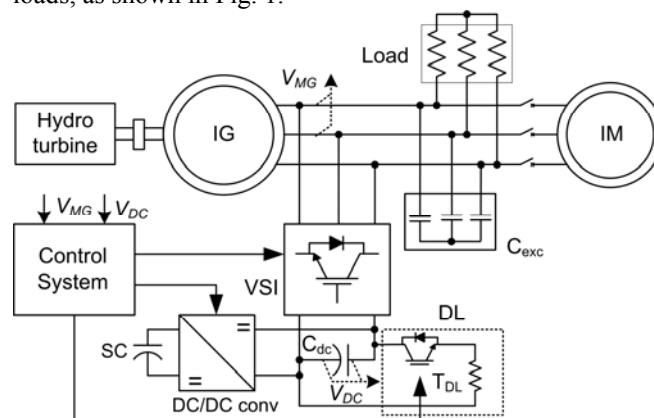 loads, as shown in Fig. 1.
Load
V_MG
Hydro
turbine
IG
IM
V_MG V_DC
Control
System
VSI
C_exc
DL
SC
C_dc
T_DL
V_DC
DC/DC conv